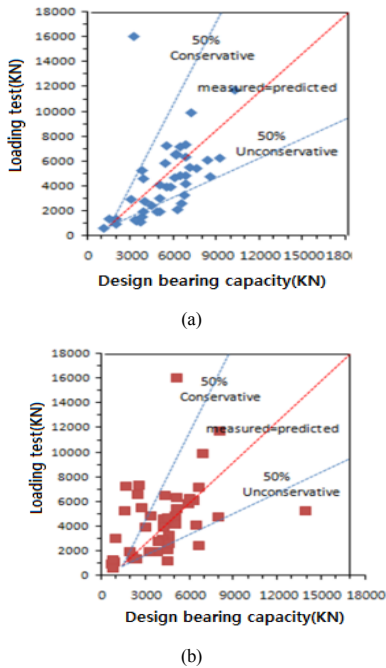 18000
16000
14000
12000
10000
8000
6000
4000
2000
0
Loading test(KN)
50%
Conservative
measured=predicted
50%
Unconservative
0 3000 6000 9000 12000 15000 1800
Design bearing capacity(KN)
(a)
18000
16000
14000
12000
10000
8000
6000
4000
2000
0
Loading test(KN)
50%
Conservative
measured=predicted
50%
Unconservative
0 3000 6000 9000 12000 15000 18000
Design bearing capacity(KN)
(b)